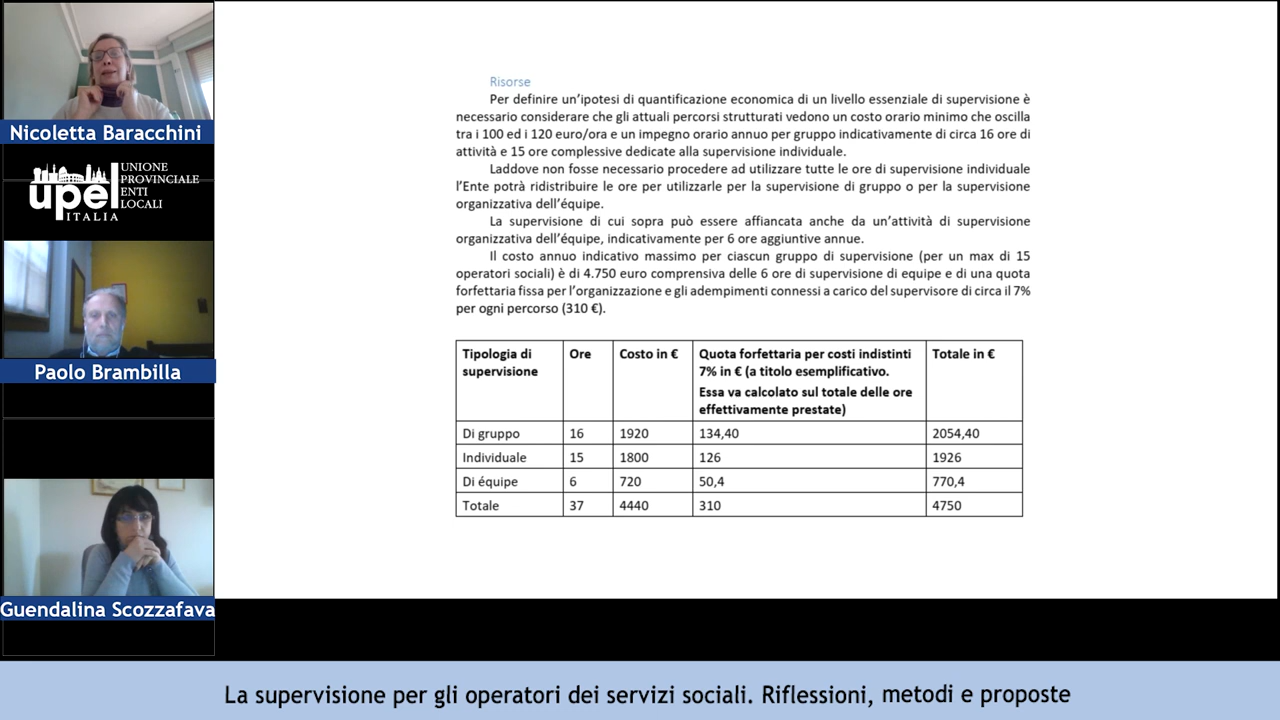 Nicoletta Baracchini
upel
ITALIA
UNIONE
PROVINCIALE
ENTI
LOCALI
Paolo Brambilla
Guendalina Scozzafava
Risorse
Per definire un'ipotesi di quantificazione economica di un livello essenziale di supervisione è
necessario considerare che gli attuali percorsi strutturati vedono un costo orario minimo che oscilla
tra i 100 ed i 120 euro/ora e un impegno orario annuo per gruppo indicativamente di circa 16 ore di
attività e 15 ore complessive dedicate alla supervisione individuale.
Laddove non fosse necessario procedere ad utilizzare tutte le ore di supervisione individuale
l'Ente potrà ridistribuire le ore per utilizzarle per la supervisione di gruppo o per la supervisione
organizzativa dell'équipe.
La supervisione di cui sopra può essere affiancata anche da un'attività di supervisione
organizzativa dell'équipe, indicativamente per 6 ore aggiuntive annue.
Il costo annuo indicativo massimo per ciascun gruppo di supervisione (per un max di 15
operatori sociali) è di 4.750 euro comprensiva delle 6 ore di supervisione di equipe e di una quota
forfettaria fissa per l'organizzazione e gli adempimenti connessi a carico del supervisore di circa il 7%
per ogni percorso (310 €).
Tipologia di supervisione Ore Costo in € Quota forfettaria per costi indistinti 7% in € (a titolo esemplificativo. Essa va calcolato sul totale delle ore effettivamente prestate) Totale in €
Di gruppo 16 1920 134,40 2054,40
Individuale 15 1800 126 1926
Di équipe 6 720 50,4 770,4
Totale 37 4440 310 4750
La supervisione per gli operatori dei servizi sociali. Riflessioni, metodi e proposte